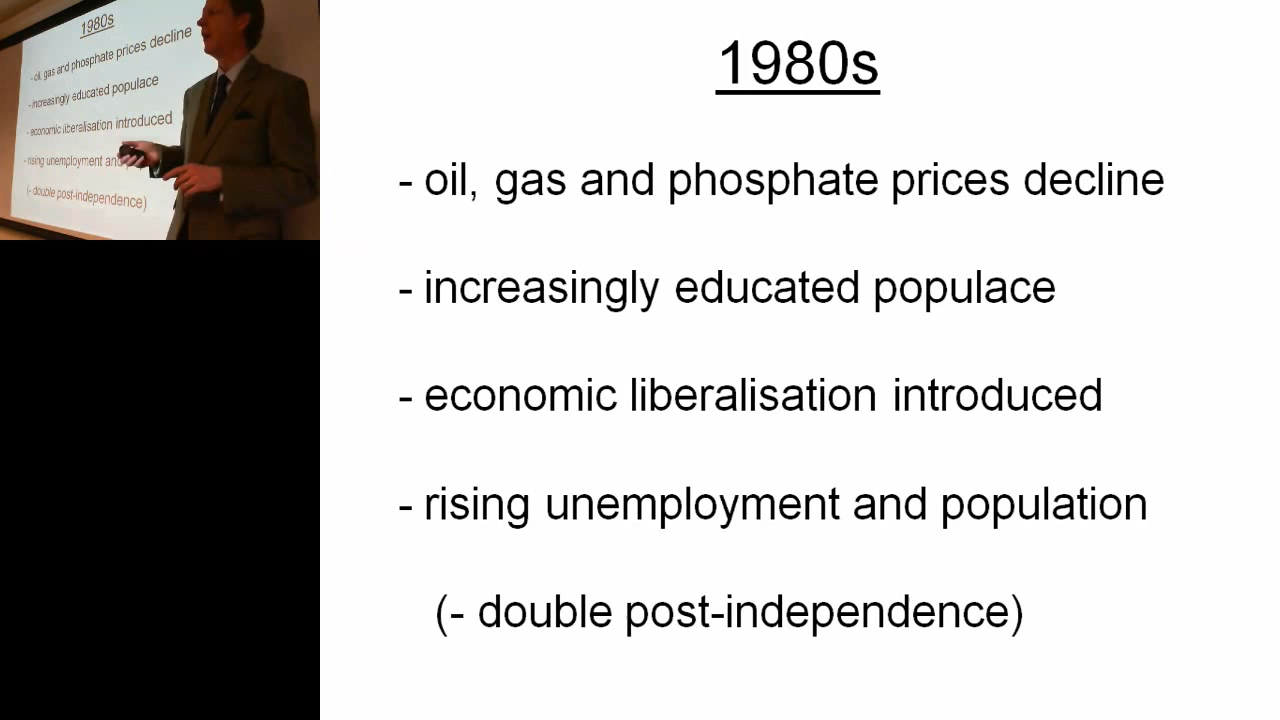 1980s
- oil, gas and phosphate prices decline
- increasingly educated populace
- economic liberalisation introduced
- rising unemployment and
(- double post-independence)
1980s
- oil, gas and phosphate prices decline
- increasingly educated populace
- economic liberalisation introduced
- rising unemployment and population
(- double post-independence)